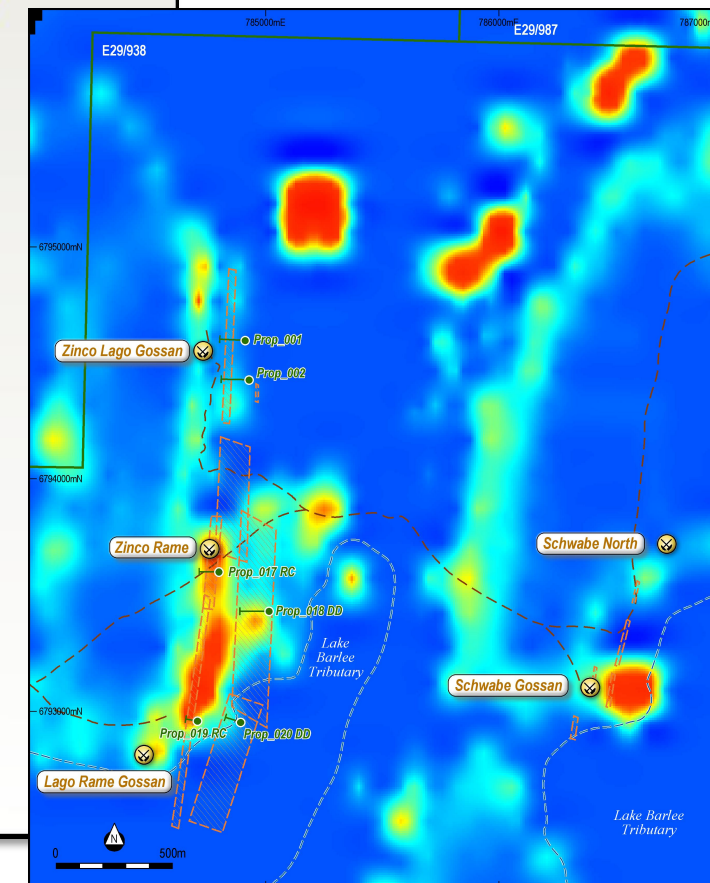 785000mE
786000mE
787000m
E29/987
E29/938
6795000mN
Prop_001
Zinco Lago Gossan
Prop_002
6794000mN
Zinco Rame
Schwabe North
Prop_017 RC
Prop_018 DD
Lake
Barlee
Tributary
Schwabe Gossan
6793000mN
Prop_019 RC
Prop_020 DD
Lago Rame Gossan
Lake Barlee
Tributary
N
0
500m